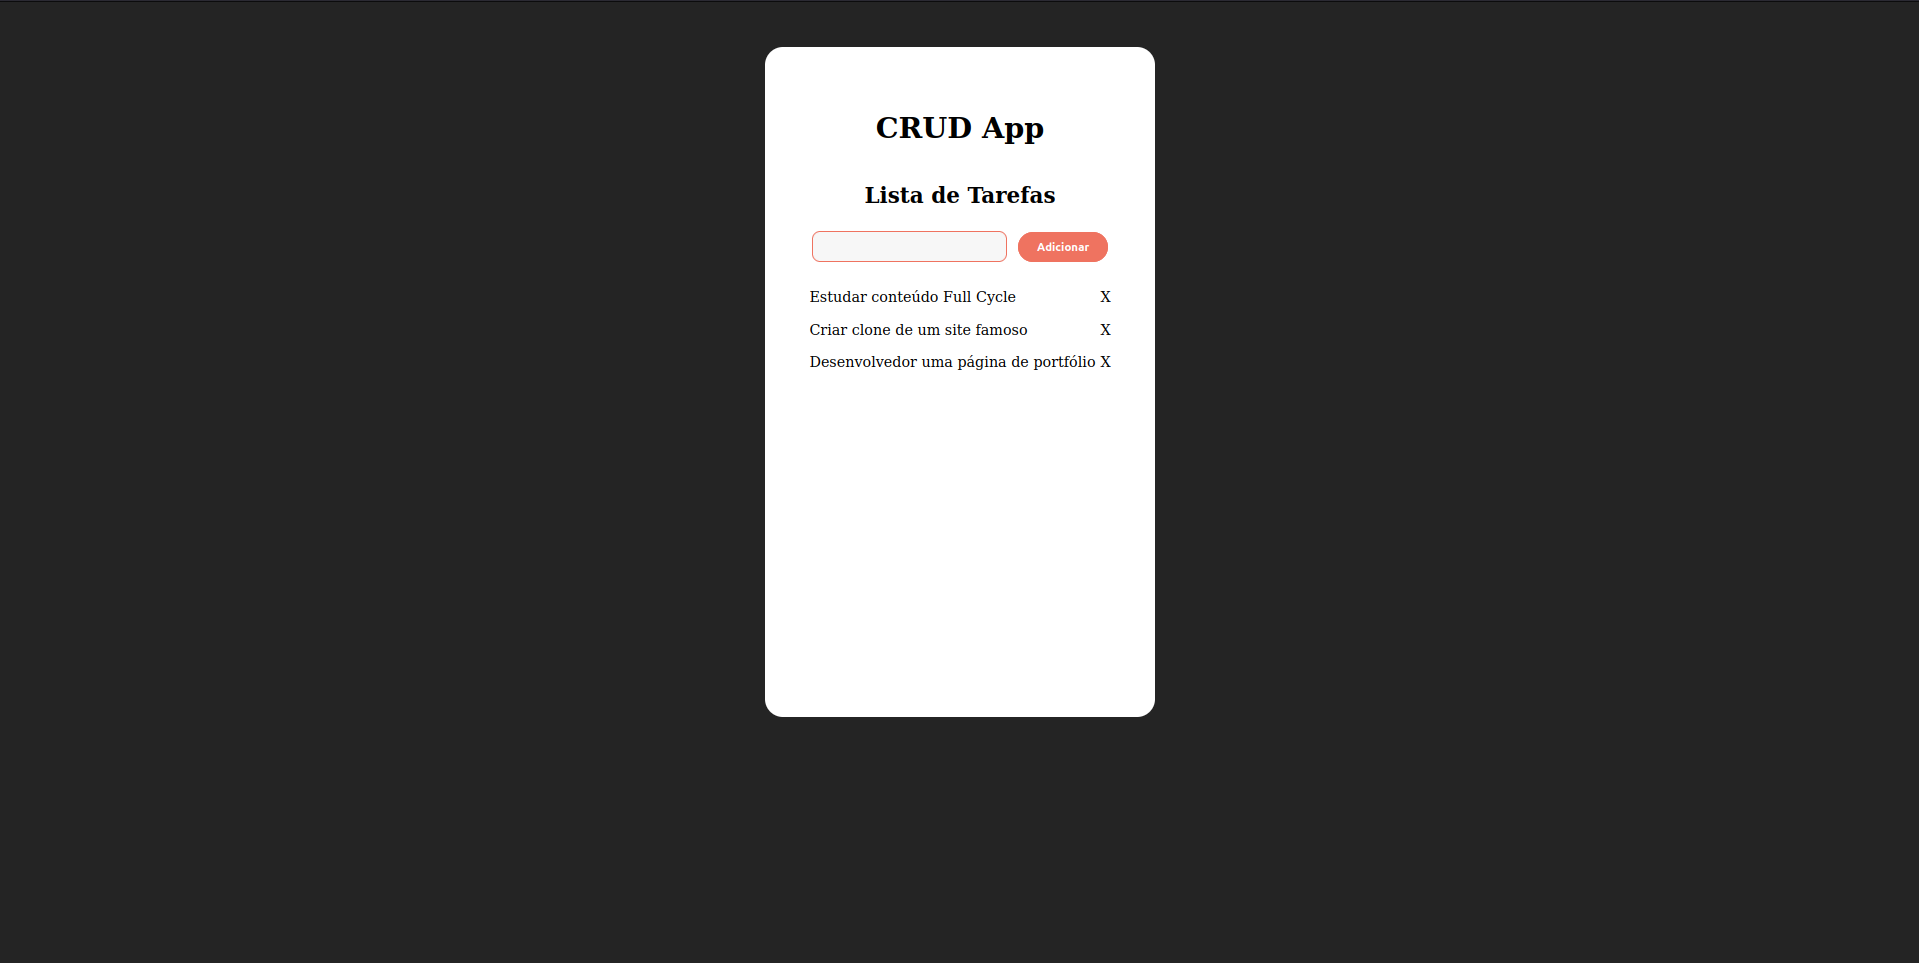 CRUD App
Lista de Tarefas
Adicionar
Estudar conteúdo Full Cycle X
Criar clone de um site famoso X
Desenvolvedor uma página de portfólio X